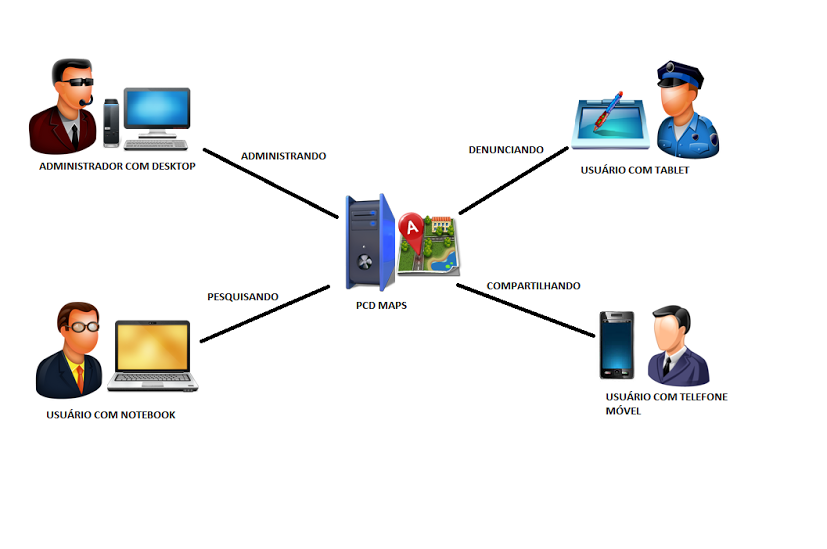 ADMINISTRADOR COM DESKTOP
ADMINISTRANDO
DENUNCIANDO
USUÁRIO COM TABLET
A
PCD MAPS
PESQUISANDO
COMPARTILHANDO
USUÁRIO COM NOTEBOOK
USUÁRIO COM TELEFONE
MÓVEL